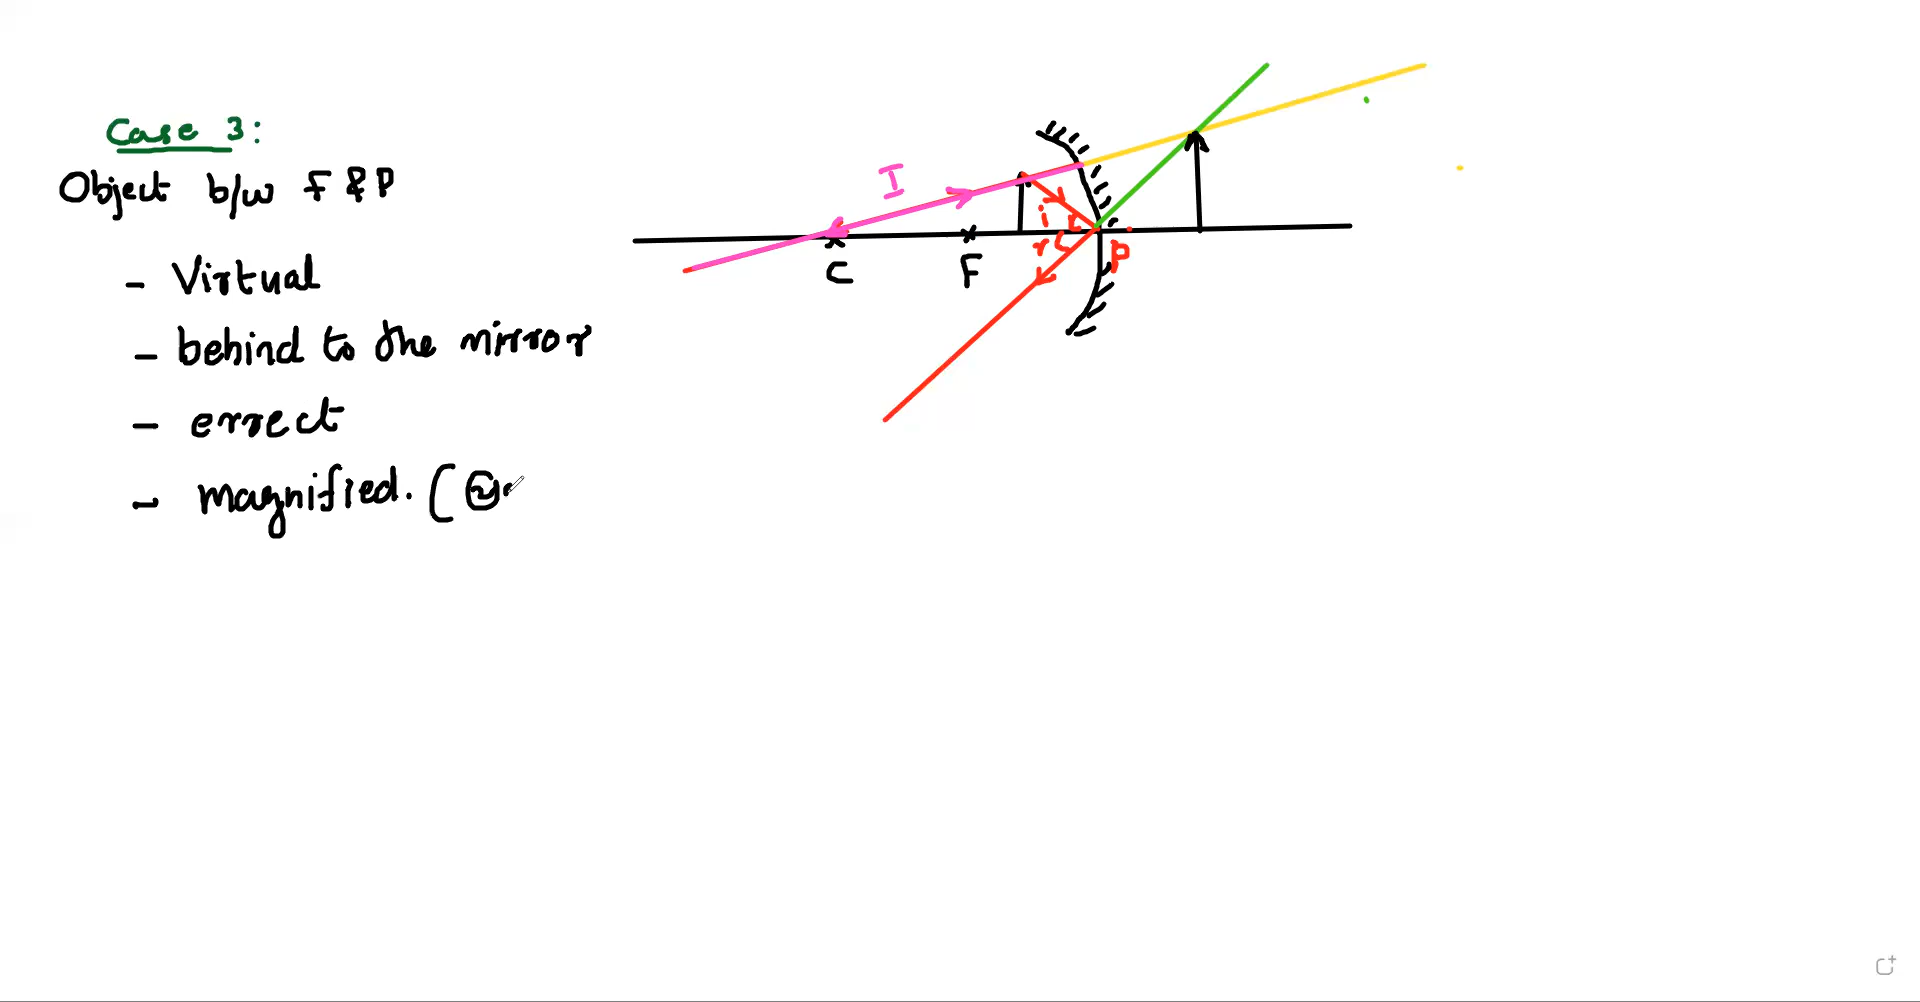 Case 3:
Object b/w F & P
- Virtual
- behind to the mirror
- errect
- magnified. (
I
i
r
P
C
F